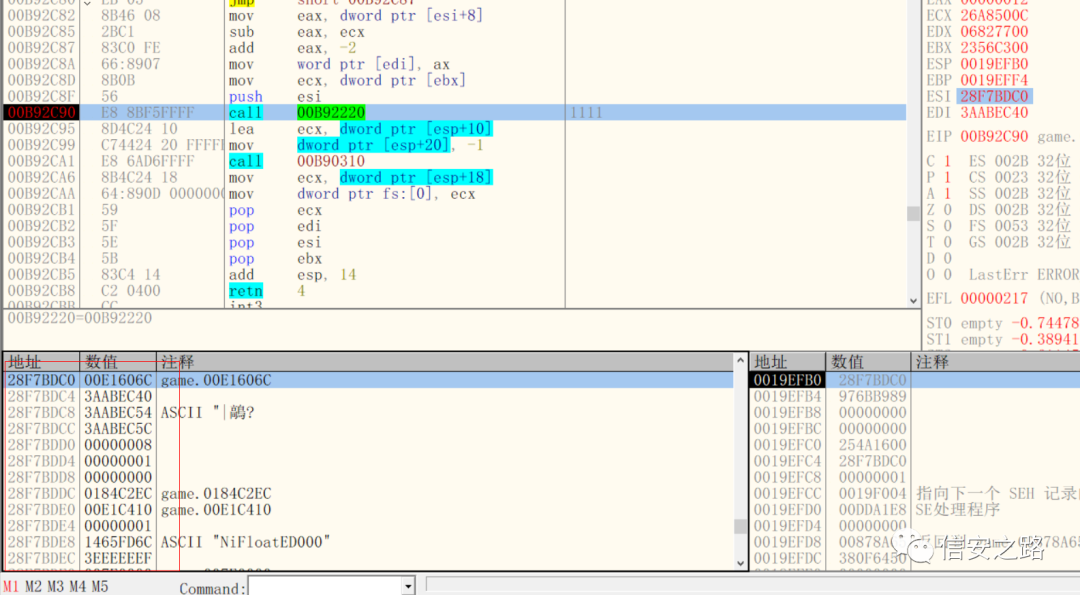 00B92C80 EB 05 jmp short 00B92C87
00B92C82 8B46 08 mov eax, dword ptr [esi+8]
00B92C85 2BC1 sub eax, ecx
00B92C87 83C0 FE add eax, -2
00B92C8A 66:8907 mov word ptr [edi], ax
00B92C8D 8B0B mov ecx, dword ptr [ebx]
00B92C8F 56 push esi
00B92C90 E8 8BF5FFFF call 00B92220 1111
00B92C95 8D4C24 10 lea ecx, dword ptr [esp+10]
00B92C99 C74424 20 FFFFF mov dword ptr [esp+20], -1
00B92CA1 E8 6AD6FFFF call 00B90310
00B92CA6 8B4C24 18 mov ecx, dword ptr [esp+18]
00B92CAA 64:890D 0000000 mov dword ptr fs:[0], ecx
00B92CB1 59 pop ecx
00B92CB2 5F pop edi
00B92CB3 5E pop esi
00B92CB4 5B pop ebx
00B92CB5 83C4 14 add esp, 14
00B92CB8 C2 0400 retn 4
00B92CBB CC int3
00B92220=00B92220
EAX 00000012
ECX 26A8500C
EDX 06827700
EBX 2356C300
ESP 0019EFB0
EBP 0019EFF4
ESI 28F7BDC0
EDI 3AABEC40
EIP 00B92C90 game.
C 1 ES 002B 32位
P 1 CS 0023 32位
A 1 SS 002B 32位
Z 0 DS 002B 32位
S 0 FS 0053 32位
T 0 GS 002B 32位
D 0
O 0 LastErr ERROR
EFL 00000217 (NO,B
ST0 empty -0.74478
ST1 empty -0.38941
地址 数值 注释
28F7BDC0 00E1606C game.00E1606C
28F7BDC4 3AABEC40
28F7BDC8 3AABEC54 ASCII "|鷸?
28F7BDCC 3AABEC5C
28F7BDD0 00000008
28F7BDD4 00000001
28F7BDD8 00000000
28F7BDDC 0184C2EC game.0184C2EC
28F7BDE0 00E1C410 game.00E1C410
28F7BDE4 00000001
28F7BDE8 1465FD6C ASCII "NiFloatED000"
28F7BDEC 3EEEEEEF
地址 数值 注释
0019EFB0 28F7BDC0
0019EFB4 976BB989
0019EFB8 00000000
0019EFBC 00000000
0019EFC0 254A1600
0019EFC4 28F7BDC0
0019EFC8 00000001
0019EFCC 0019F004 指向下一个 SEH 记录
0019EFD0 00DDA1E8 SE处理程序
0019EFD4 00000000
0019EFD8 00878A
0019EFDC 380F6450
信安之路
M1 M2 M3 M4 M5 Command: